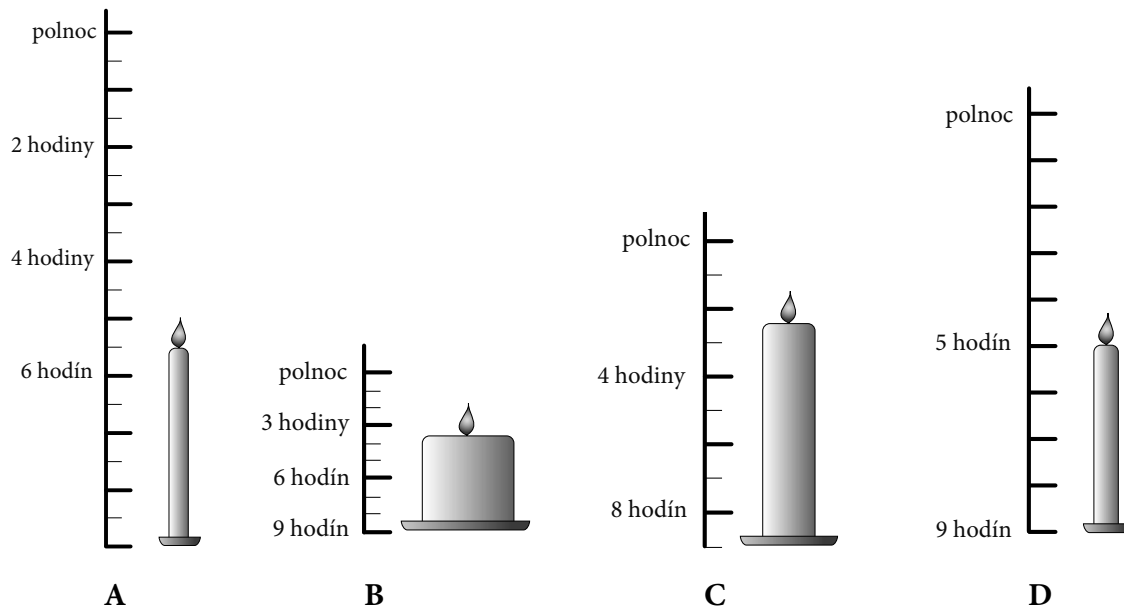 polnoc
2 hodiny
4 hodiny
6 hodín
A
polnoc
3 hodiny
6 hodín
9 hodín
B
polnoc
4 hodiny
8 hodín
C
polnoc
5 hodín
9 hodín
D